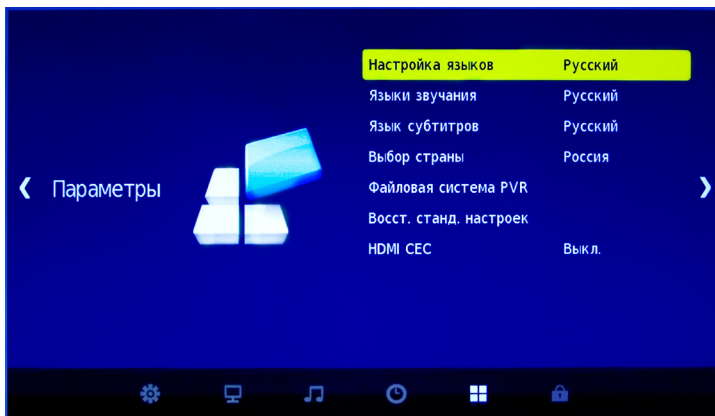 Параметры
Настройка языков Русский
Языки звучания Русский
Язык субтитров Русский
Выбор страны Россия
Файловая система PVR
Восст. станд. настроек
HDMI CEC Выкл.